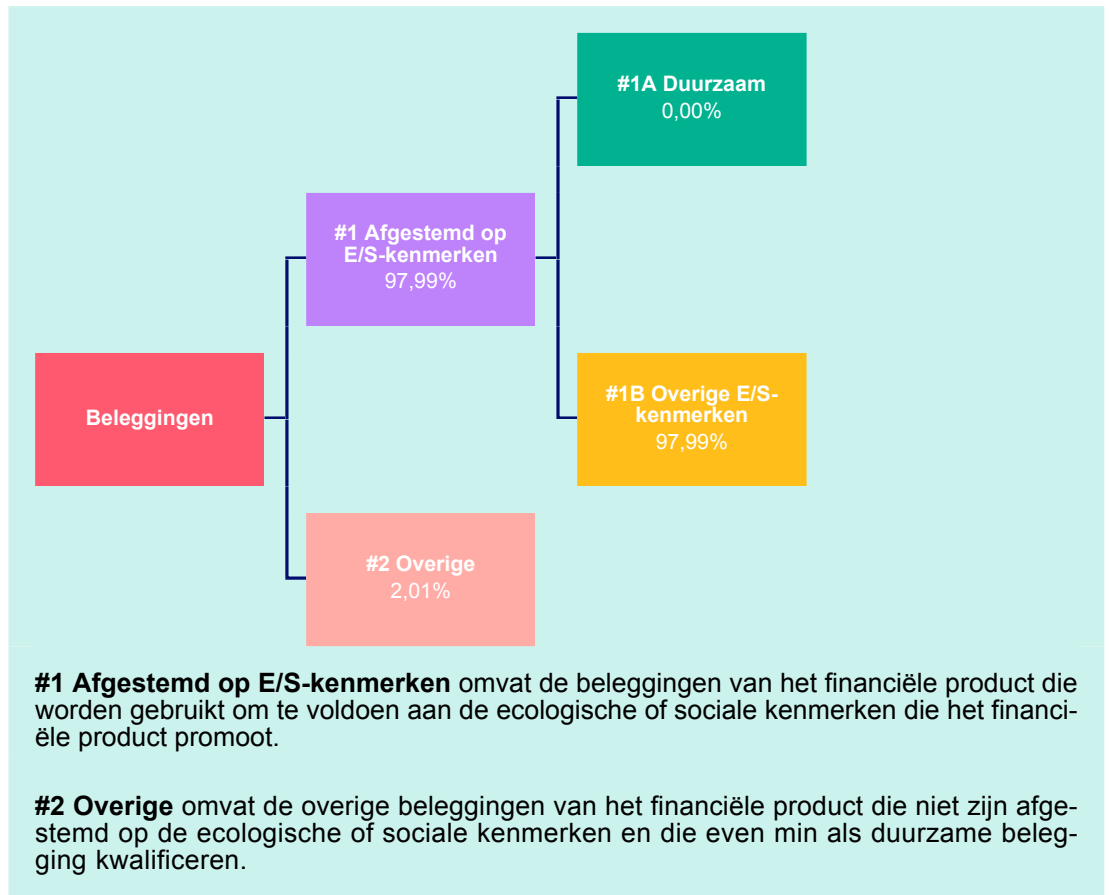 #1A Duurzaam
0,00%
#1 Afgestemd op
E/S-kenmerken
97,99%
Beleggingen
#1B Overige E/S-
kenmerken
97,99%
#2 Overige
2,01%
#1 Afgestemd op E/S-kenmerken omvat de beleggingen van het financiële product die
worden gebruikt om te voldoen aan de ecologische of sociale kenmerken die het financi-
ële product promoot.
#2 Overige omvat de overige beleggingen van het financiële product die niet zijn afge-
stemd op de ecologische of sociale kenmerken en die even min als duurzame beleg-
ging kwalificeren.